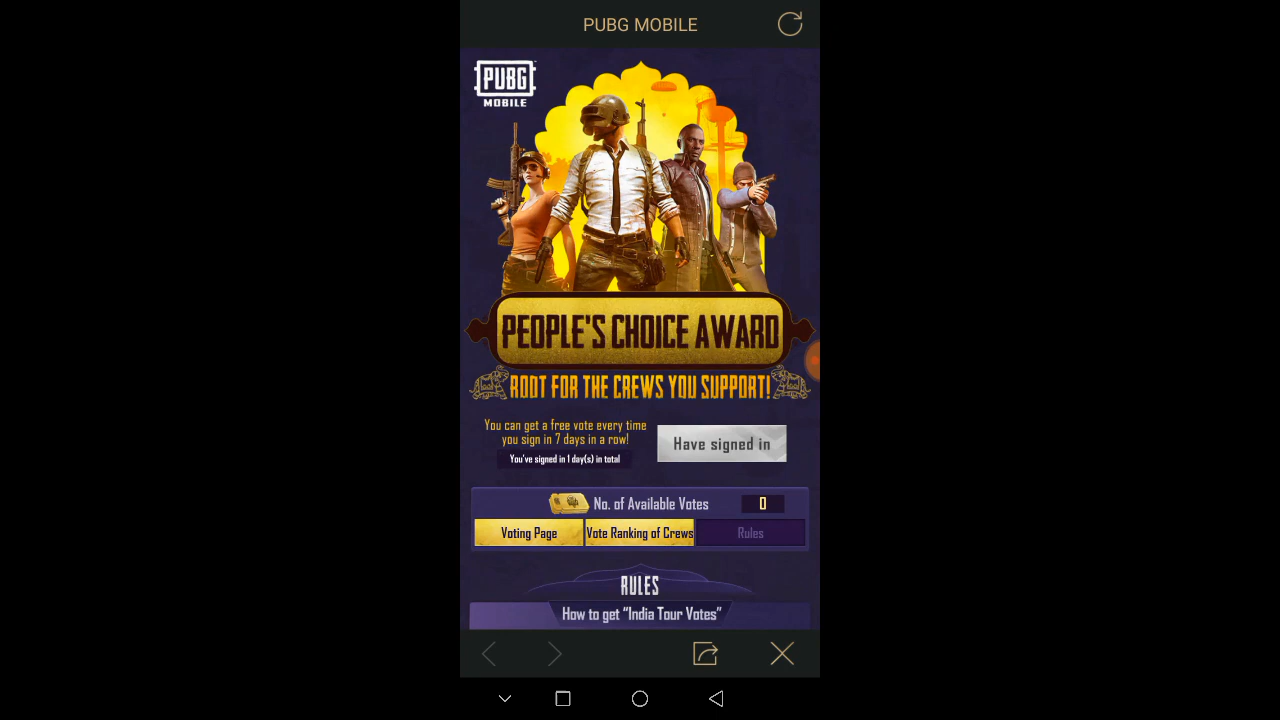 PUBG MOBILE
PUBG
MOBILE
PEOPLE'S CHOICE AWARD
ROOT FOR THE CREWS YOU SUPPORT!
You can get a free vote every time
you sign in 7 days in a row!
You've signed in 1 day(s) in total
Have signed in
No. of Available Votes 0
Voting Page Vote Ranking of Crews Rules
RULES
How to get "India Tour Votes"